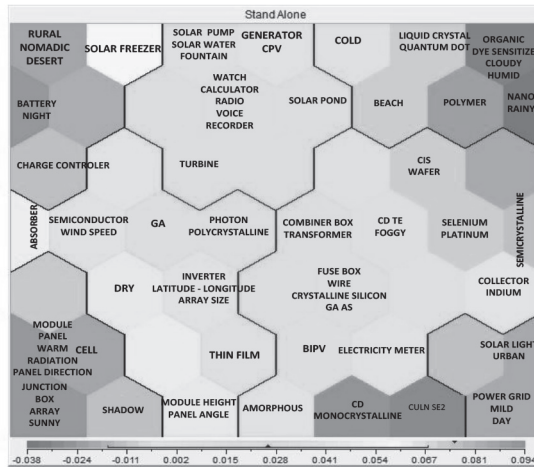 Stand Alone
RURAL
NOMADIC
DESERT
SOLAR FREEZER
SOLAR PUMP
SOLAR WATER
FOUNTAIN
GENERATOR
CPV
COLD
LIQUID CRYSTAL
QUANTUM DOT
ORGANIC
DYE SENSITIZE
CLOUDY
HUMID
BATTERY
NIGHT
WATCH
CALCULATOR
RADIO
VOICE
RECORDER
SOLAR POND
BEACH
POLYMER
NANO
RAINY
CHARGE CONTROLER
TURBINE
CIS
WAFER
ABSORBER
SEMICONDUCTOR
WIND SPEED
GA
PHOTON
POLYCRYSTALLINE
COMBINER BOX
TRANSFORMER
CD TE
FOGGY
SELENIUM
PLATINUM
SEMICRYSTALLINE
DRY
INVERTER
LATITUDE - LONGITUDE
ARRAY SIZE
FUSE BOX
WIRE
CRYSTALLINE SILICON
GA AS
COLLECTOR
INDIUM
MODULE
PANEL
WARM
RADIATION
PANEL DIRECTION
CELL
THIN FILM
BIPV
ELECTRICITY METER
SOLAR LIGHT
URBAN
JUNCTION
BOX
ARRAY
SUNNY
SHADOW
MODULE HEIGHT
PANEL ANGLE
AMORPHOUS
CD
MONOCRYSTALLINE
CULN SE2
POWER GRID
MILD
DAY
-0.038 -0.024 -0.011 0.002 0.015 0.028 0.041 0.054 0.067 0.081 0.094